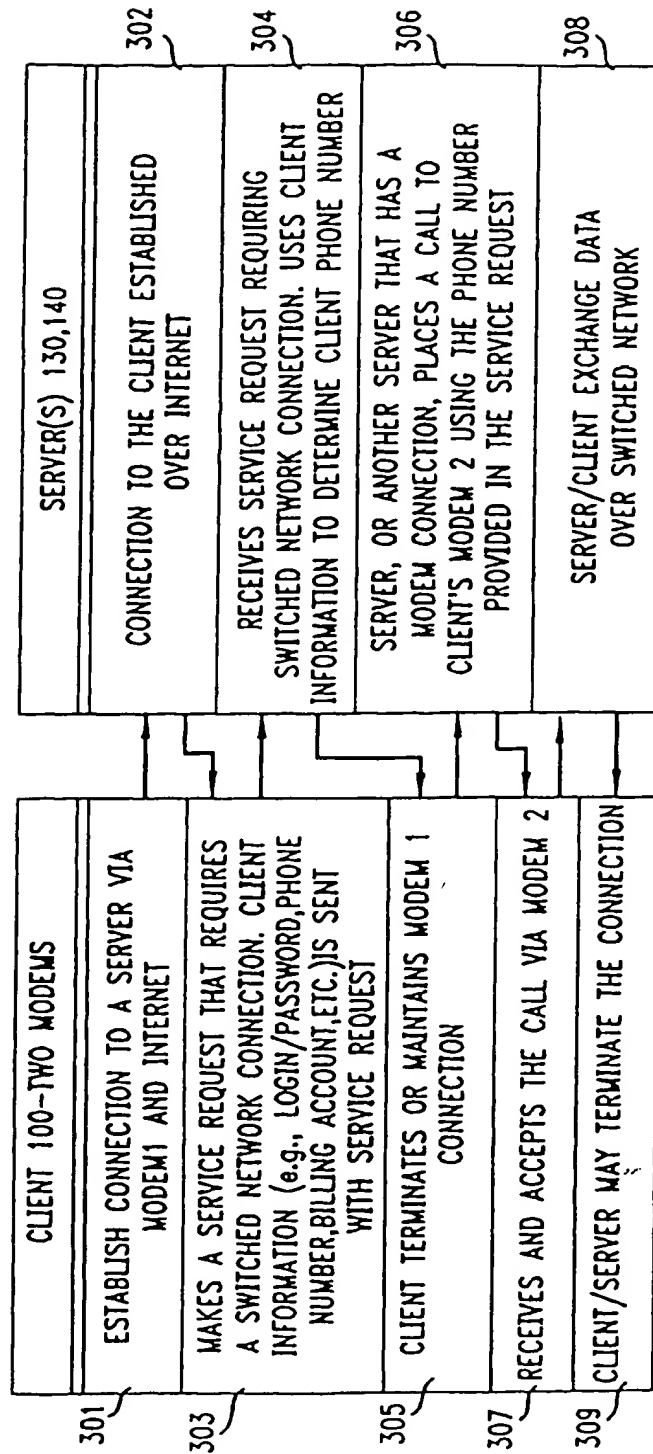 CLIENT 100-TWO MODEMS
301
ESTABLISH CONNECTION TO A SERVER VIA
MODEM1 AND INTERNET
303
MAKES A SERVICE REQUEST THAT REQUIRES
A SWITCHED NETWORK CONNECTION. CLIENT
INFORMATION (e.g., LOGIN/PASSWORD,PHONE
NUMBER,BILLING ACCOUNT,ETC.)IS SENT
WITH SERVICE REQUEST
305
CLIENT TERMINATES OR MAINTAINS MODEM 1
CONNECTION
307
RECEIVES AND ACCEPTS THE CALL VIA MODEM 2
309
CLIENT/SERVER MAY TERMINATE THE CONNECTION
SERVER(S) 130,140
CONNECTION TO THE CLIENT ESTABLISHED
OVER INTERNET
302
RECEIVES SERVICE REQUEST REQUIRING
SWITCHED NETWORK CONNECTION. USES CLIENT
INFORMATION TO DETERMINE CLIENT PHONE NUMBER
304
SERVER, OR ANOTHER SERVER THAT HAS A
MODEM CONNECTION, PLACES A CALL TO
CLIENT'S MODEM 2 USING THE PHONE NUMBER
PROVIDED IN THE SERVICE REQUEST
306
SERVER/CLIENT EXCHANGE DATA
OVER SWITCHED NETWORK
308